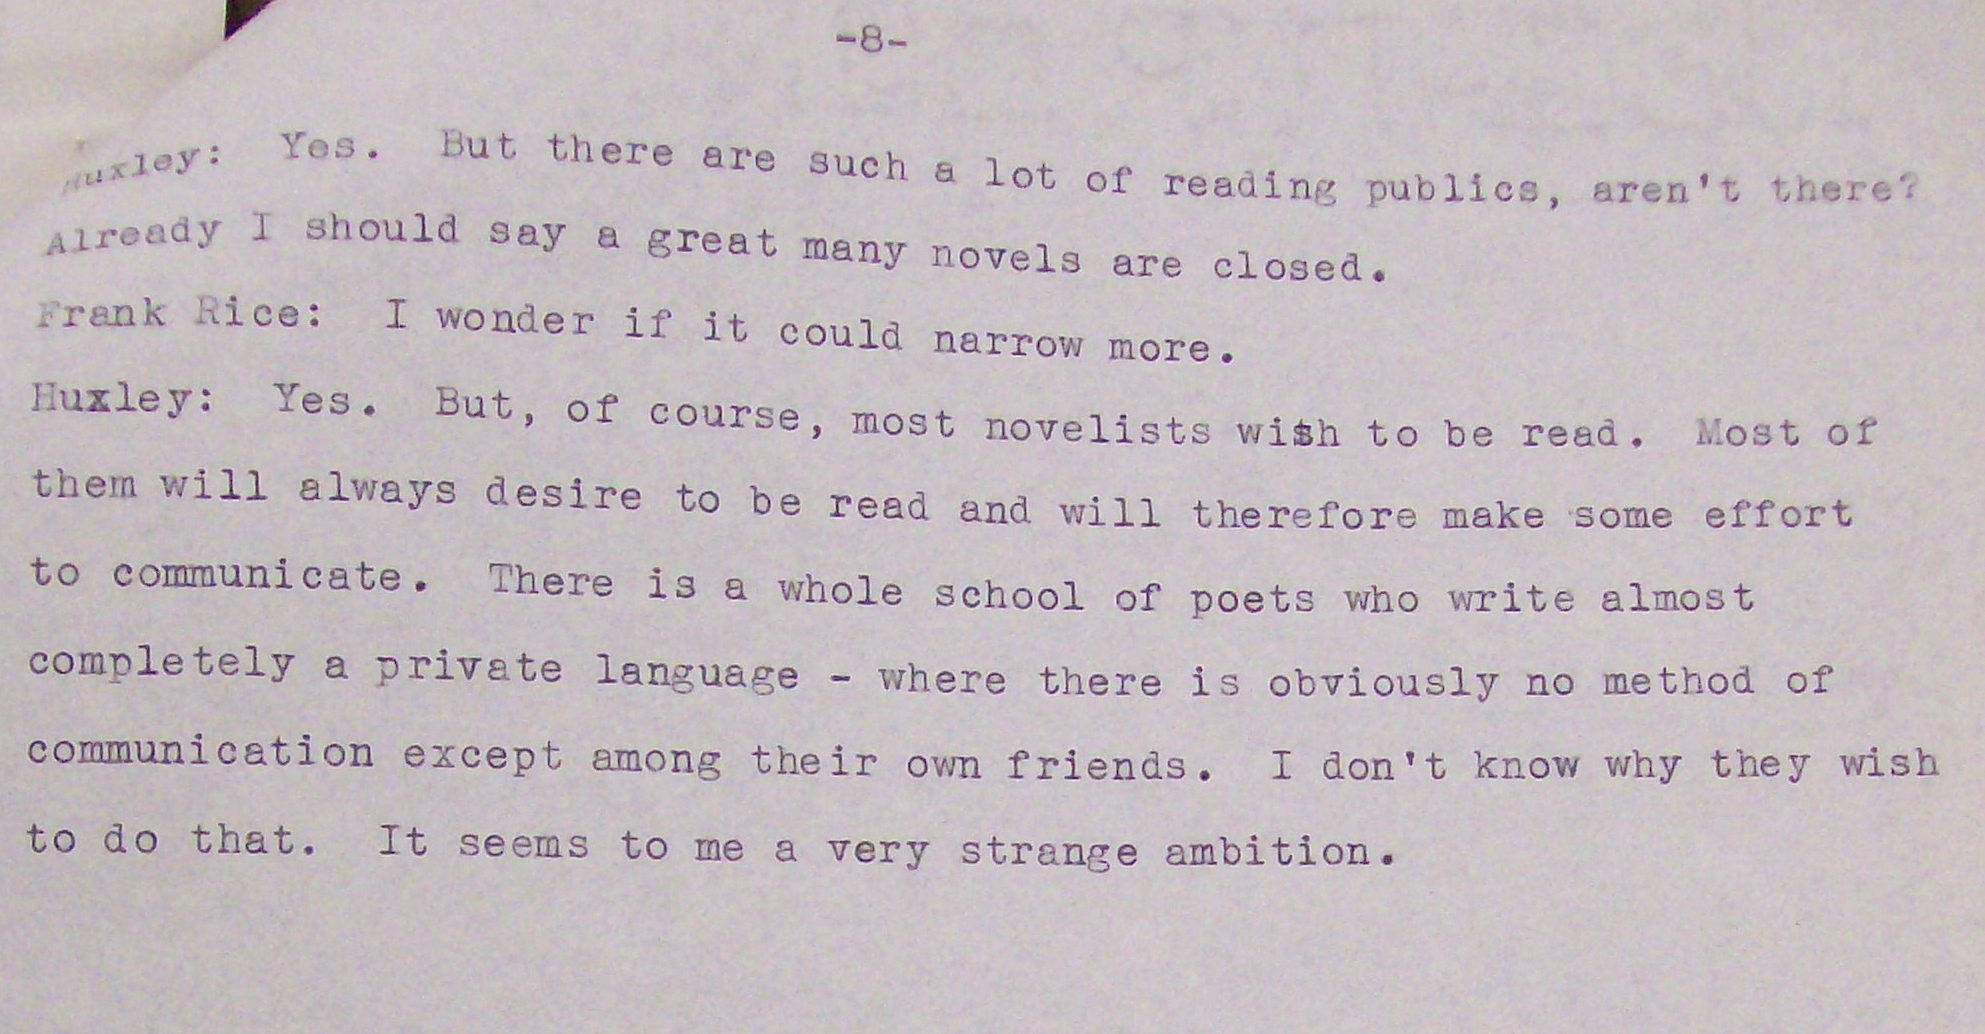 -8-
Huxley: Yes. But there are such a lot of reading publics, aren't there?
Already I should say a great many novels are closed.
Frank Rice: I wonder if it could narrow more.
Huxley: Yes. But, of course, most novelists wish to be read. Most of
them will always desire to be read and will therefore make some effort
to communicate. There is a whole school of poets who write almost
completely a private language - where there is obviously no method of
communication except among their own friends. I don't know why they wish
to do that. It seems to me a very strange ambition.